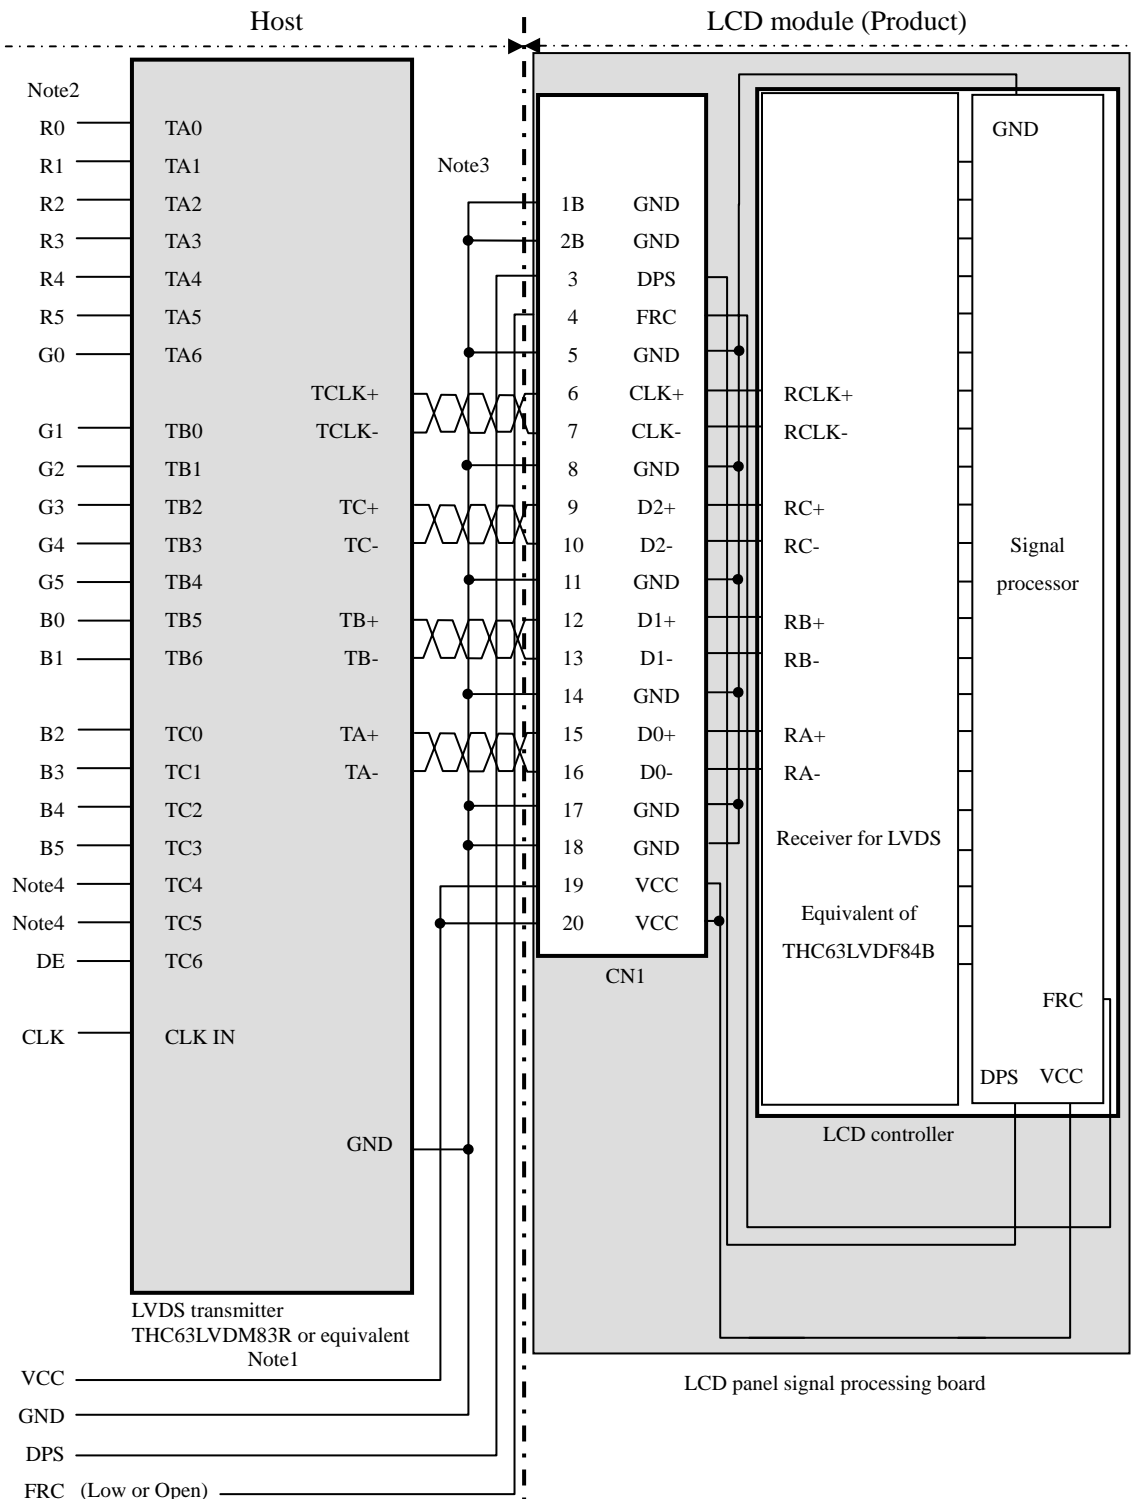 Host
LCD module (Product)
Note2
R0 TA0
R1 TA1
R2 TA2
R3 TA3
R4 TA4
R5 TA5
G0 TA6
TCLK+
G1 TB0 TCLK-
G2 TB1
G3 TB2 TC+
G4 TB3 TC-
G5 TB4
B0 TB5 TB+
B1 TB6 TB-
B2 TC0 TA+
B3 TC1 TA-
B4 TC2
B5 TC3
Note4 TC4
Note4 TC5
DE TC6
CLK CLK IN
GND
LVDS transmitter
THC63LVDM83R or equivalent
Note1
VCC
GND
DPS
FRC (Low or Open)
Note3
1B GND
2B GND
3 DPS
4 FRC
5 GND
6 CLK+
7 CLK-
8 GND
9 D2+
10 D2-
11 GND
12 D1+
13 D1-
14 GND
15 D0+
16 D0-
17 GND
18 GND
19 VCC
20 VCC
CN1
RCLK+
RCLK-
RC+
RC-
RB+
RB-
RA+
RA-
Receiver for LVDS
Equivalent of
THC63LVDF84B
GND
Signal
processor
FRC
DPS VCC
LCD controller
LCD panel signal processing board